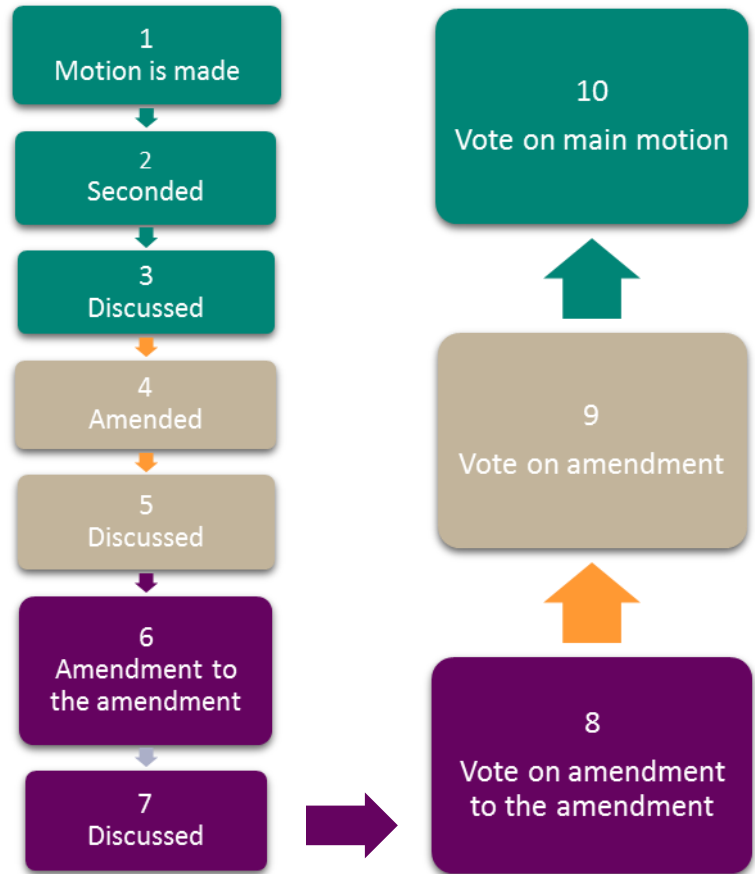 1
Motion is made
2
Seconded
3
Discussed
4
Amended
5
Discussed
6
Amendment to
the amendment
7
Discussed
8
Vote on amendment
to the amendment
9
Vote on amendment
10
Vote on main motion